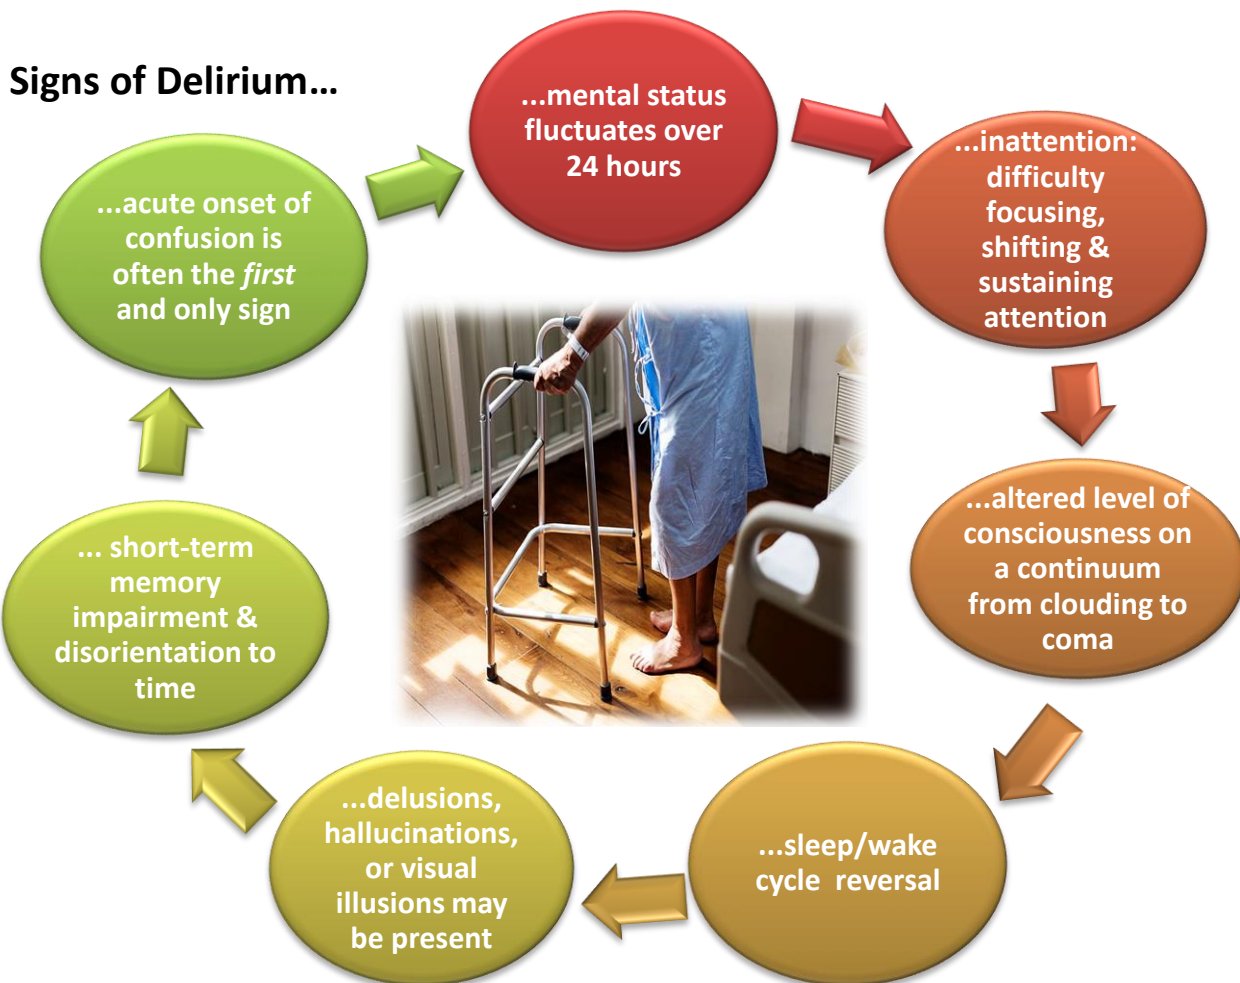 Signs of Delirium...
...mental status
fluctuates over
24 hours
...inattention:
difficulty
focusing,
shifting &
sustaining
attention
...altered level of
consciousness on
a continuum
from clouding to
coma
...sleep/wake
cycle  reversal
...delusions,
hallucinations,
or visual
illusions may
be present
... short-term
memory
impairment &
disorientation to
time
...acute onset of
confusion is
often the first
and only sign